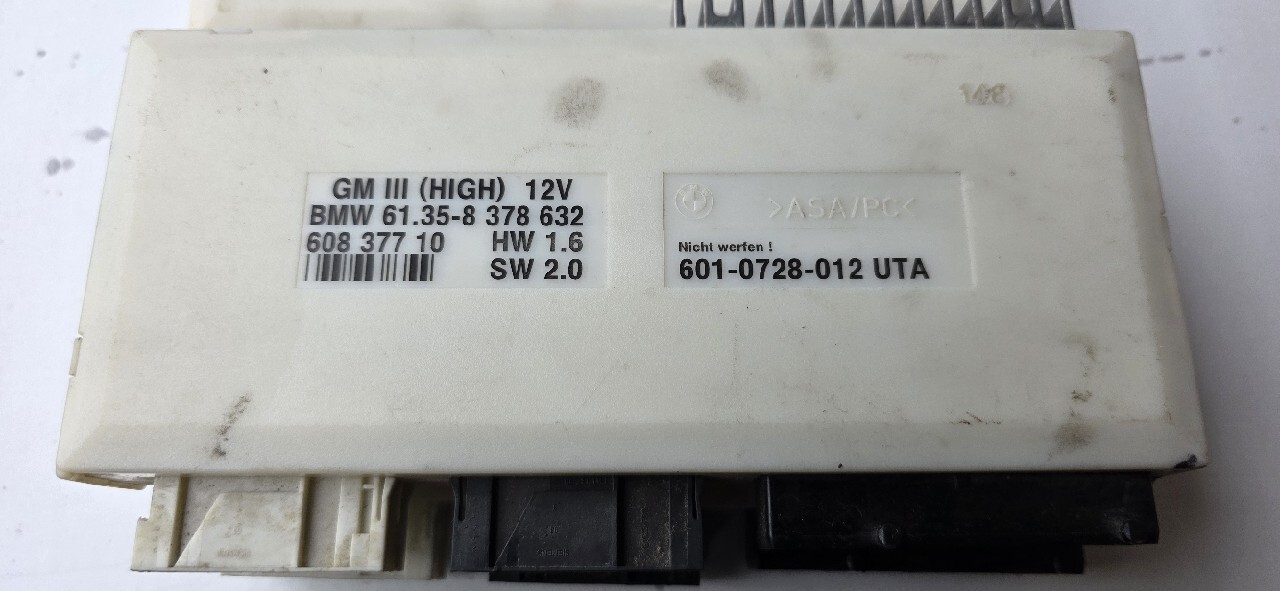 GM III (HIGH) 12V
BMW 61.35-8 378 632
608 377 10 HW 1.6
SW 2.0
>ASA/PC<
Nicht werfen !
601-0728-012 UTA